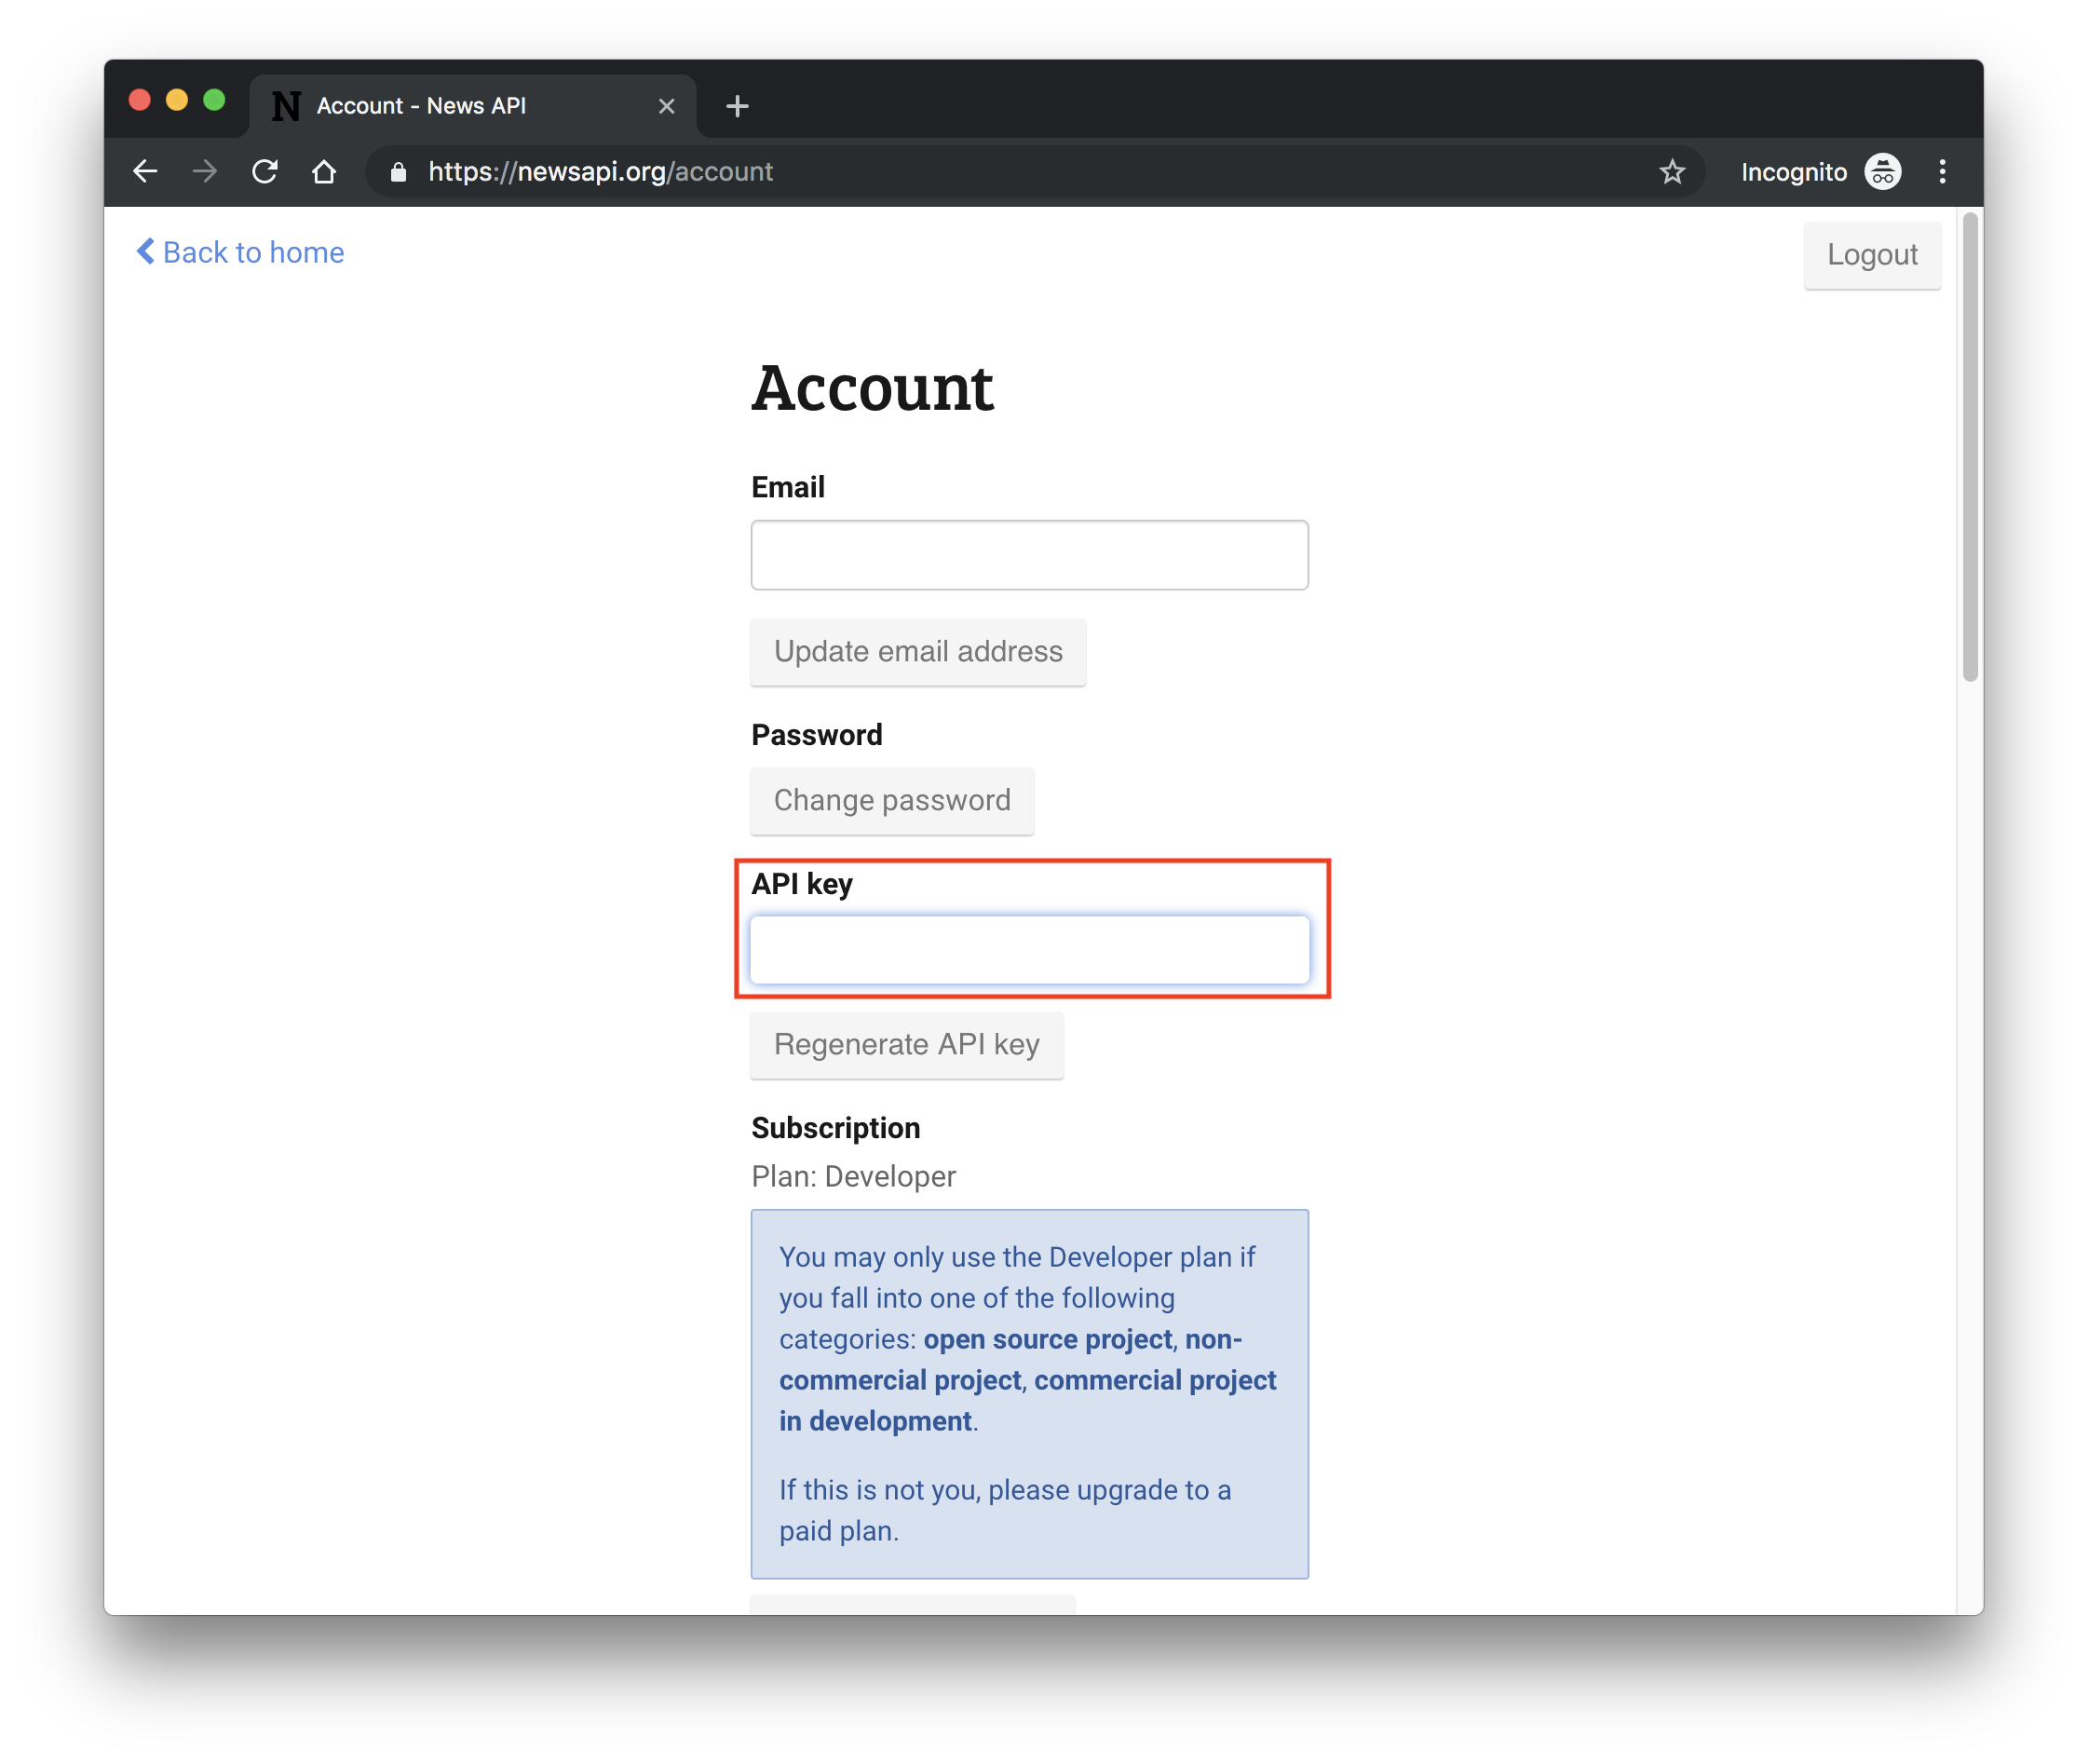 N Account - News API
https://newsapi.org/account
Incognito
Back to home
Logout
Account
Email
Update email address
Password
Change password
API key
Regenerate API key
Subscription
Plan: Developer
You may only use the Developer plan if
you fall into one of the following
categories: open source project, non-
commercial project, commercial project
in development.
If this is not you, please upgrade to a
paid plan.